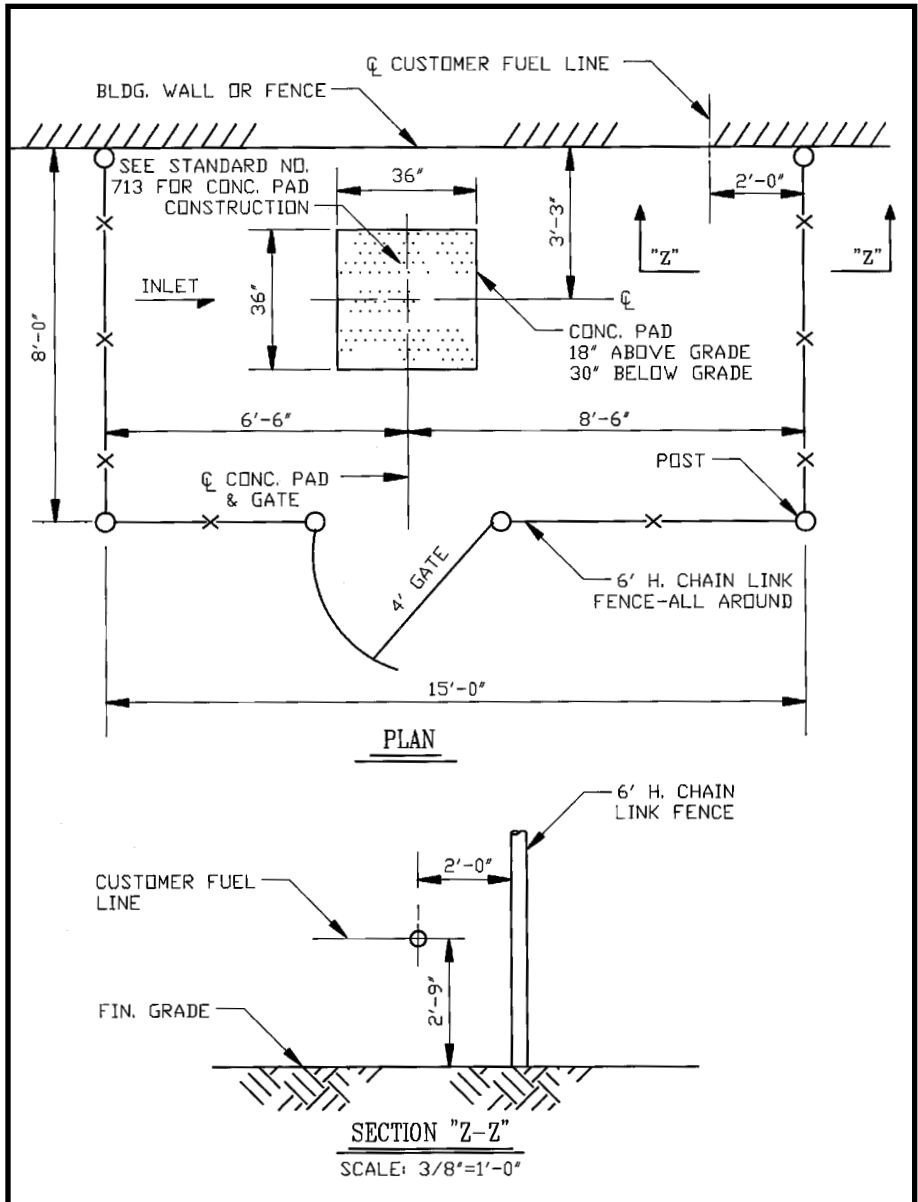 ℄ CUSTOMER FUEL LINE
BLDG. WALL OR FENCE
SEE STANDARD NO.
713 FOR CONC. PAD
CONSTRUCTION
36"
3'-3"
2'-0"
"Z"
"Z"
INLET
36"
℄
8'-0"
CONC. PAD
18" ABOVE GRADE
30" BELOW GRADE
6'-6"
8'-6"
℄ CONC. PAD
& GATE
POST
4' GATE
6' H. CHAIN LINK
FENCE-ALL AROUND
15'-0"
PLAN
6' H. CHAIN
LINK FENCE
2'-0"
CUSTOMER FUEL
LINE
2'-9"
FIN. GRADE
SECTION "Z-Z"
SCALE: 3/8"=1'-0"